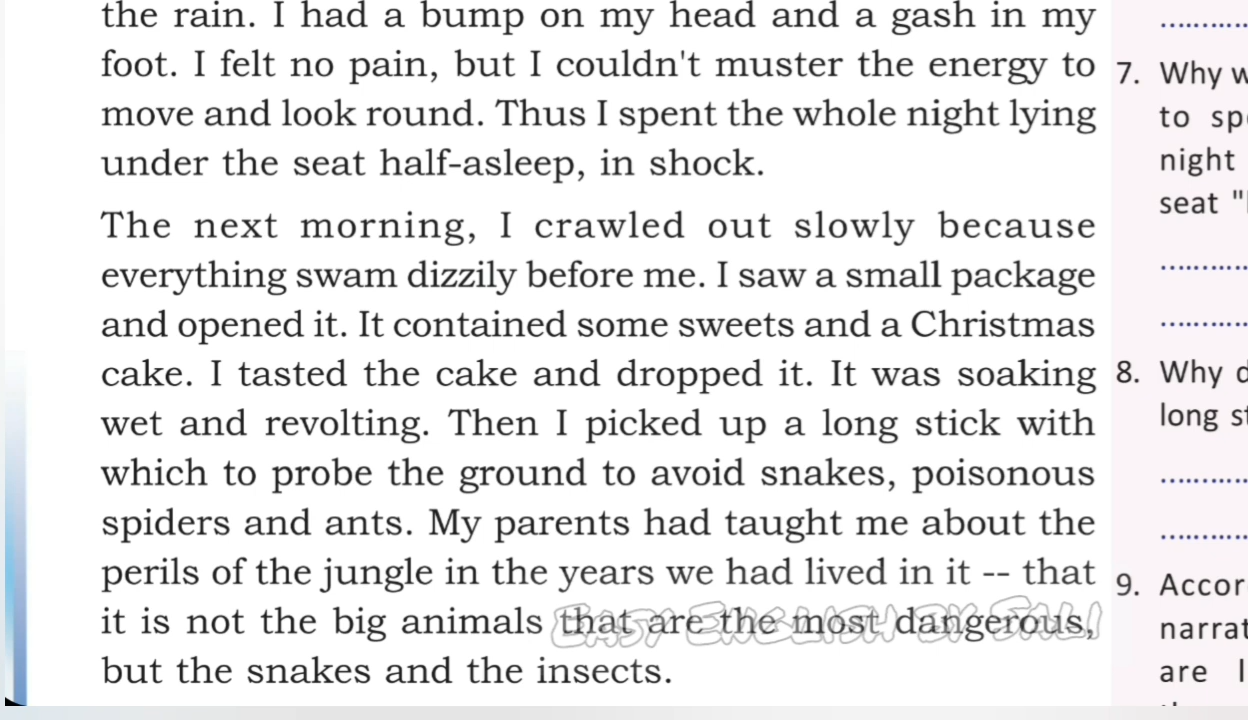 the rain. I had a bump on my head and a gash in my
foot. I felt no pain, but I couldn't muster the energy to
move and look round. Thus I spent the whole night lying
under the seat half-asleep, in shock.
The next morning, I crawled out slowly because
everything swam dizzily before me. I saw a small package
and opened it. It contained some sweets and a Christmas
cake. I tasted the cake and dropped it. It was soaking
wet and revolting. Then I picked up a long stick with
which to probe the ground to avoid snakes, poisonous
spiders and ants. My parents had taught me about the
perils of the jungle in the years we had lived in it -- that
it is not the big animals that are the most dangerous,
but the snakes and the insects.
EASY ENGLISH BY
7. Why
to
night
seat "
8. Why
long
9.
are